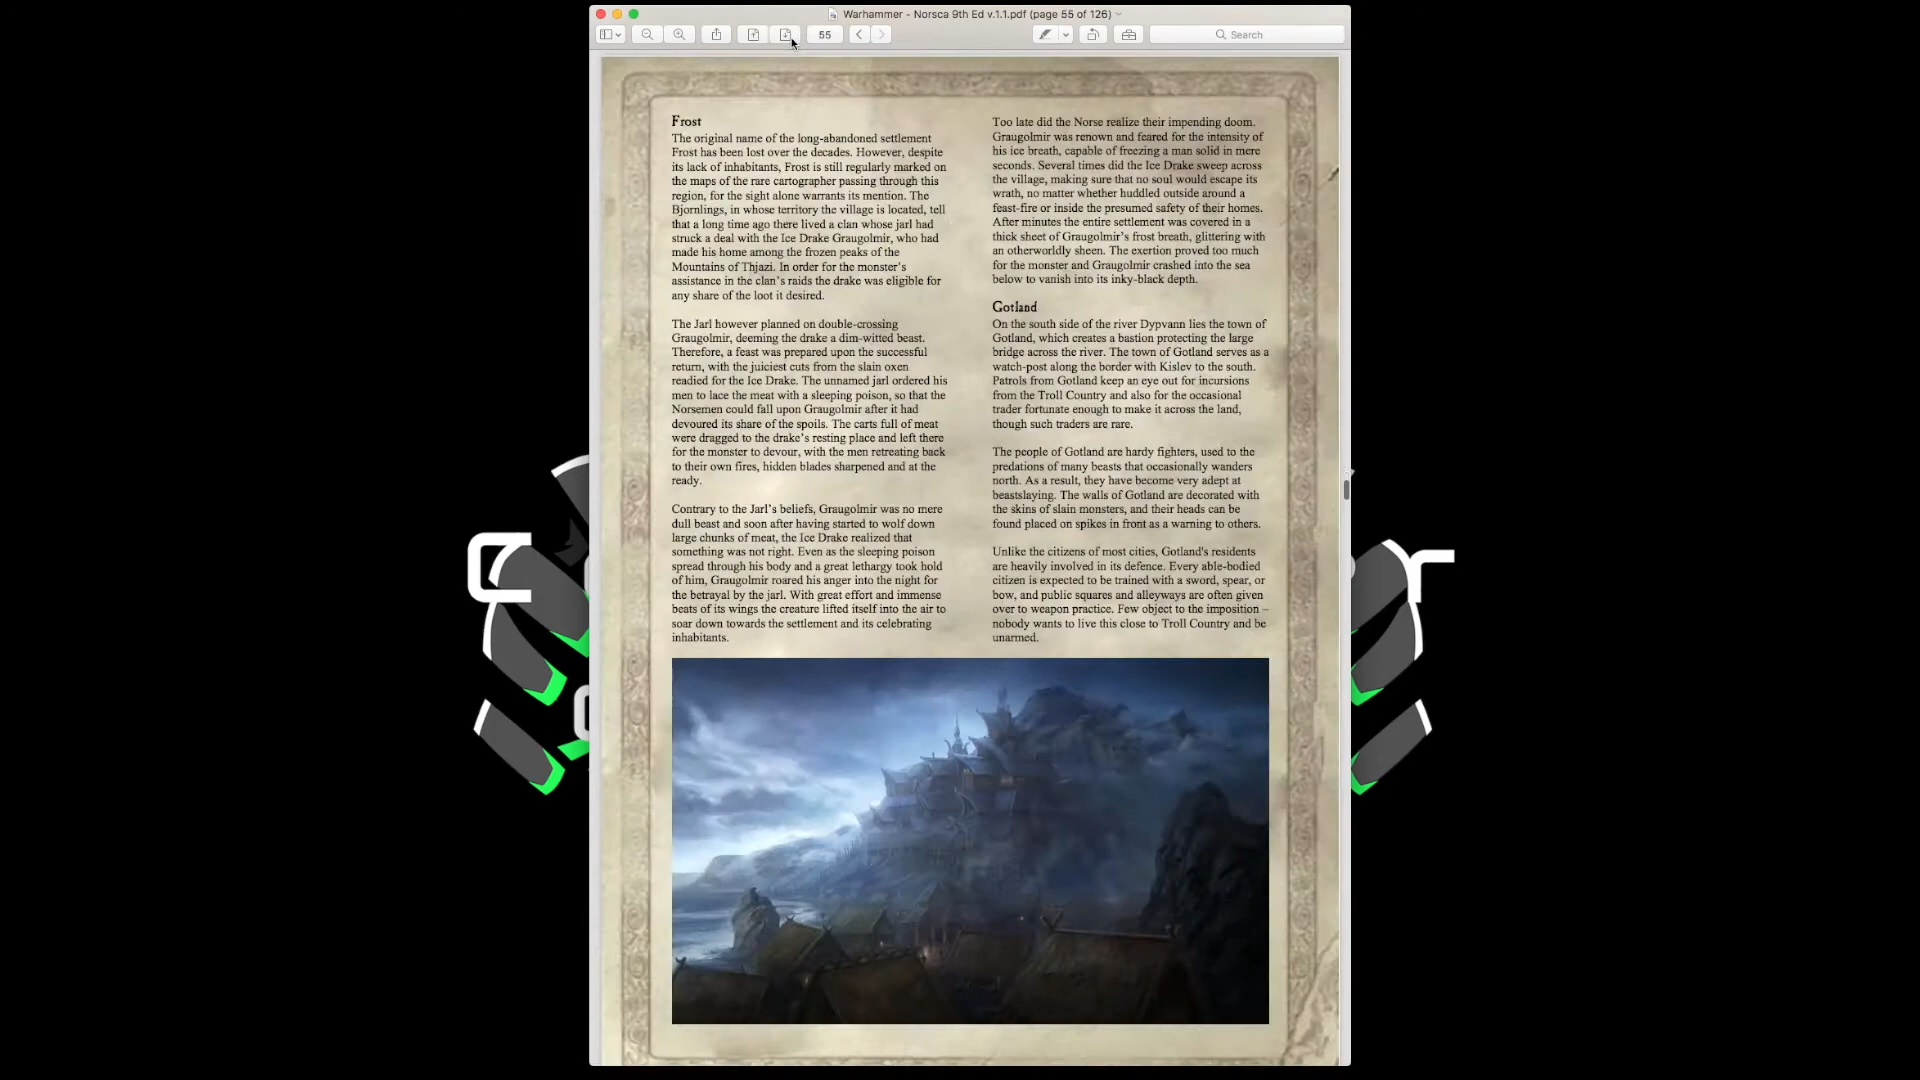 Warhammer - Norsca 9th Ed v.1.1.pdf (page 55 of 126)
55
Search
Frost
The original name of the long-abandoned settlement
Frost has been lost over the decades. However, despite
its lack of inhabitants, Frost is still regularly marked on
the maps of the rare cartographer passing through this
region, for the sight alone warrants its mention. The
Bjornlings, in whose territory the village is located, tell
that a long time ago there lived a clan whose jarl had
struck a deal with the Ice Drake Graugolmir, who had
made his home among the frozen peaks of the
Mountains of Thjazi. In order for the monster's
assistance in the clan's raids the drake was eligible for
any share of the loot it desired.
The Jarl however planned on double-crossing
Graugolmir, deeming the drake a dim-witted beast.
Therefore, a feast was prepared upon the successful
return, with the juiciest cuts from the slain oxen
readied for the Ice Drake. The unnamed jarl ordered his
men to lace the meat with a sleeping poison, so that the
Norsemen could fall upon Graugolmir after it had
devoured its share of the spoils. The carts full of meat
were dragged to the drake's resting place and left there
for the monster to devour, with the men retreating back
to their own fires, hidden blades sharpened and at the
ready.
Contrary to the Jarl's beliefs, Graugolmir was no mere
dull beast and soon after having started to wolf down
large chunks of meat, the Ice Drake realized that
something was not right. Even as the sleeping poison
spread through his body and a great lethargy took hold
of him, Graugolmir roared his anger into the night for
the betrayal by the jarl. With great effort and immense
beats of its wings the creature lifted itself into the air to
soar down towards the settlement and its celebrating
inhabitants.
Too late did the Norse realize their impending doom.
Graugolmir was renown and feared for the intensity of
his ice breath, capable of freezing a man solid in mere
seconds. Several times did the Ice Drake sweep across
the village, making sure that no soul would escape its
wrath, no matter whether huddled outside around a
feast-fire or inside the presumed safety of their homes.
After minutes the entire settlement was covered in a
thick sheet of Graugolmir's frost breath, glittering with
an otherworldly sheen. The exertion proved too much
for the monster and Graugolmir crashed into the sea
below to vanish into its inky-black depth.
Gotland
On the south side of the river Dypvann lies the town of
Gotland, which creates a bastion protecting the large
bridge across the river. The town of Gotland serves as a
watch-post along the border with Kislev to the south.
Patrols from Gotland keep an eye out for incursions
from the Troll Country and also for the occasional
trader fortunate enough to make it across the land,
though such traders are rare.
The people of Gotland are hardy fighters, used to the
predations of many beasts that occasionally wanders
north. As a result, they have become very adept at
beastslaying. The walls of Gotland are decorated with
the skins of slain monsters, and their heads can be
found placed on spikes in front as a warning to others.
Unlike the citizens of most cities, Gotland's residents
are heavily involved in its defence. Every able-bodied
citizen is expected to be trained with a sword, spear, or
bow, and public squares and alleyways are often given
over to weapon practice. Few object to the imposition –
nobody wants to live this close to Troll Country and be
unarmed.